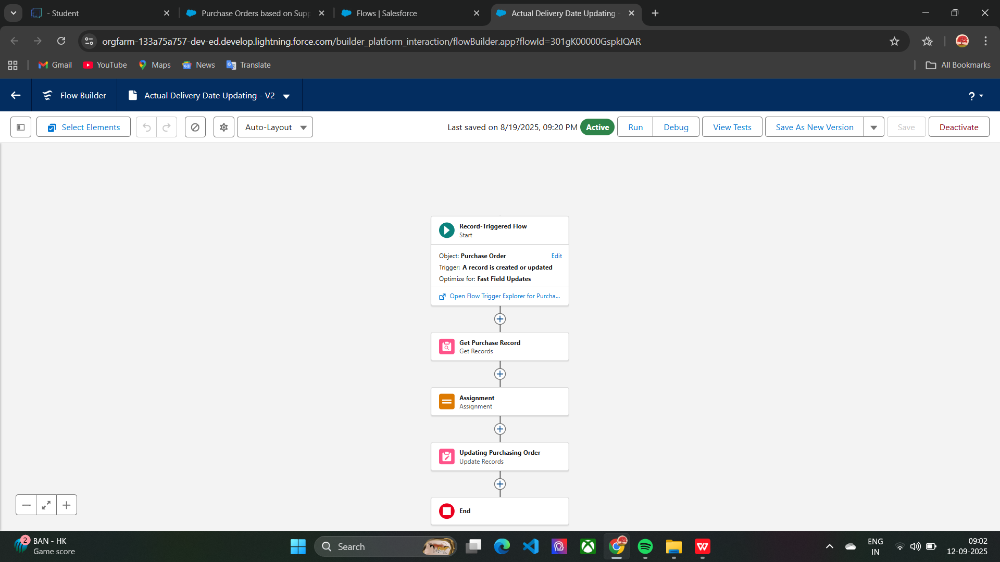 - Student
Purchase Orders based on Supp
Flows | Salesforce
Actual Delivery Date Updating -
orgfarm-133a75a757-dev-ed.develop.lightning.force.com/builder_platform_interaction/flowBuilder.app?flowId=301gK00000GspkIQAR
Gmail
YouTube
Maps
News
Translate
All Bookmarks
Flow Builder
Actual Delivery Date Updating - V2
?
Select Elements
Auto-Layout
Last saved on 8/19/2025, 09:20 PM
Active
Run
Debug
View Tests
Save As New Version
Save
Deactivate
Record-Triggered Flow
Start
Object: Purchase Order
Edit
Trigger: A record is created or updated
Optimize for: Fast Field Updates
Open Flow Trigger Explorer for Purcha...
Get Purchase Record
Get Records
Assignment
Assignment
Updating Purchasing Order
Update Records
End
2
BAN - HK
Game score
Search
W
ENG
IN
09:02
12-09-2025